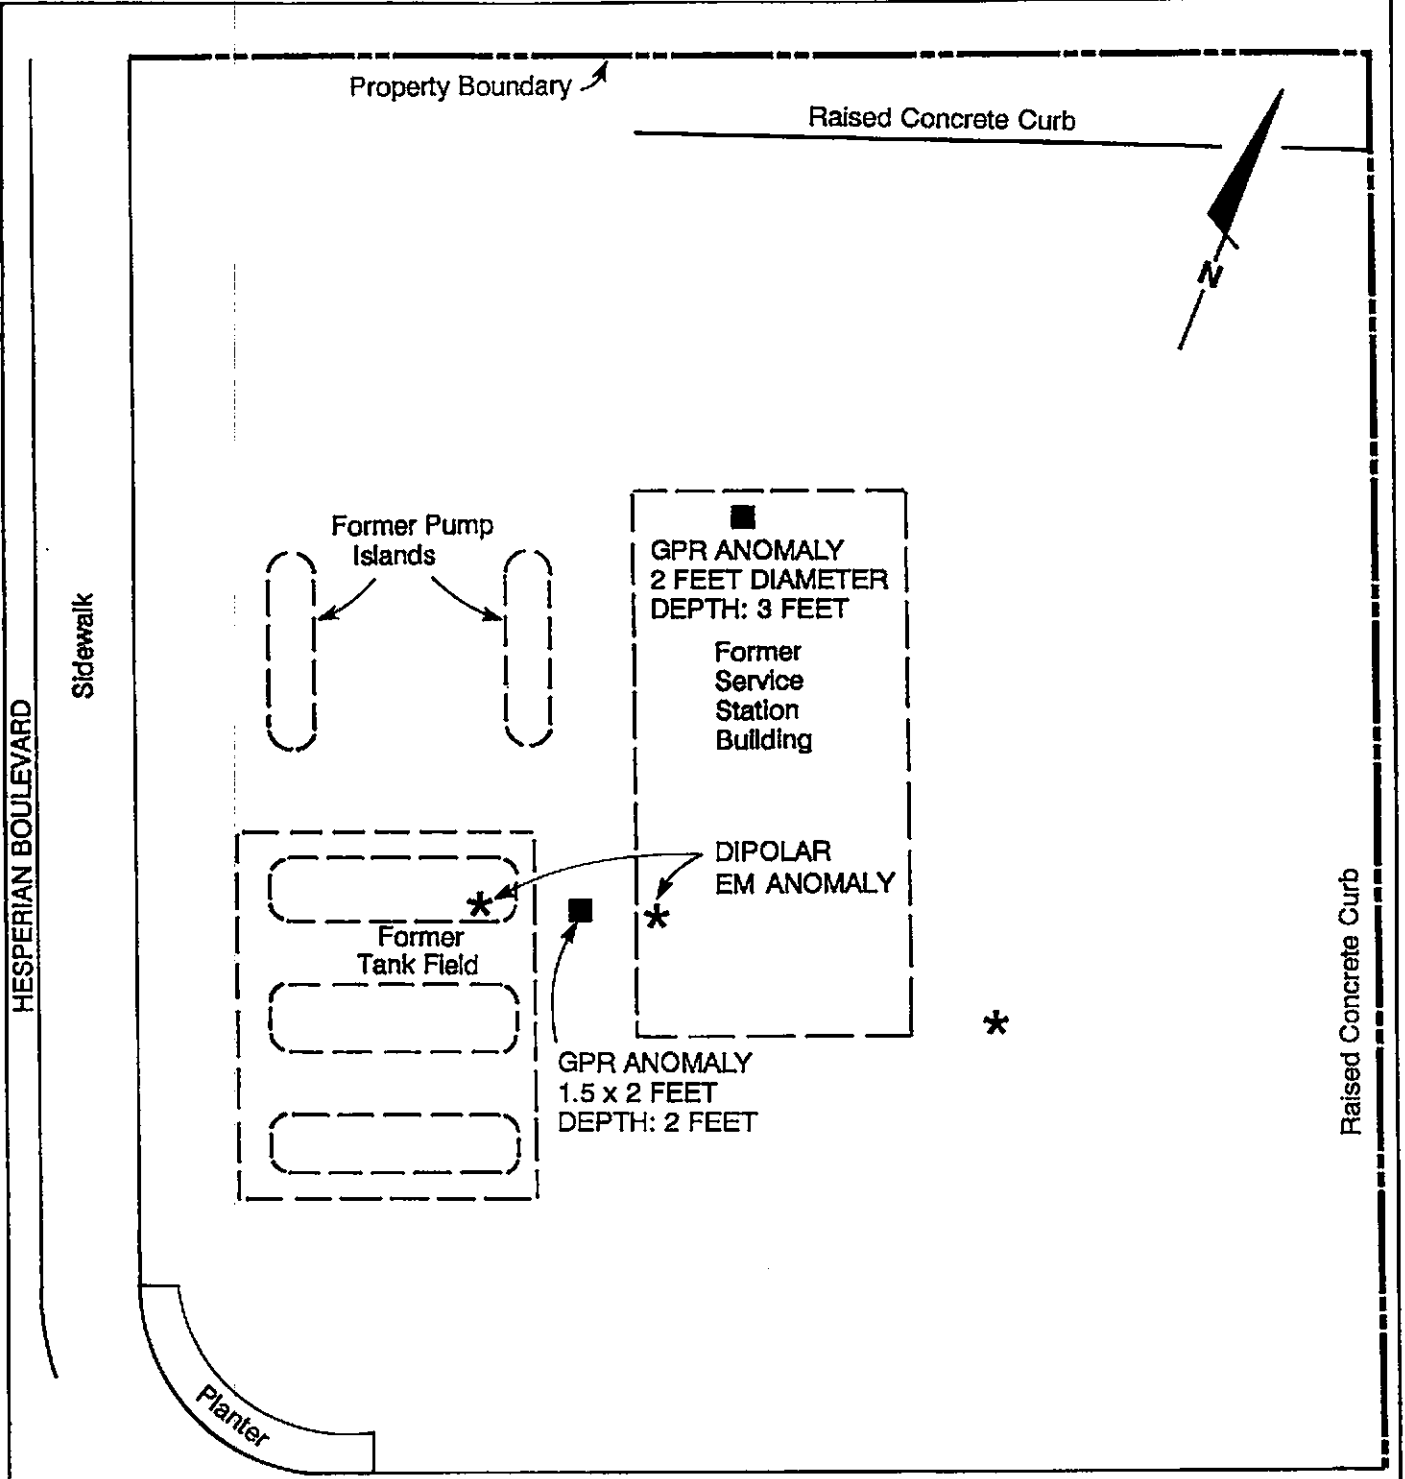 Property Boundary
Raised Concrete Curb
N
Former Pump
Islands
GPR ANOMALY
2 FEET DIAMETER
DEPTH: 3 FEET
Former
Service
Station
Building
Sidewalk
HESPERIAN BOULEVARD
DIPOLAR
EM ANOMALY
Former
Tank Field
GPR ANOMALY
1.5 x 2 FEET
DEPTH: 2 FEET
Raised Concrete Curb
Planter